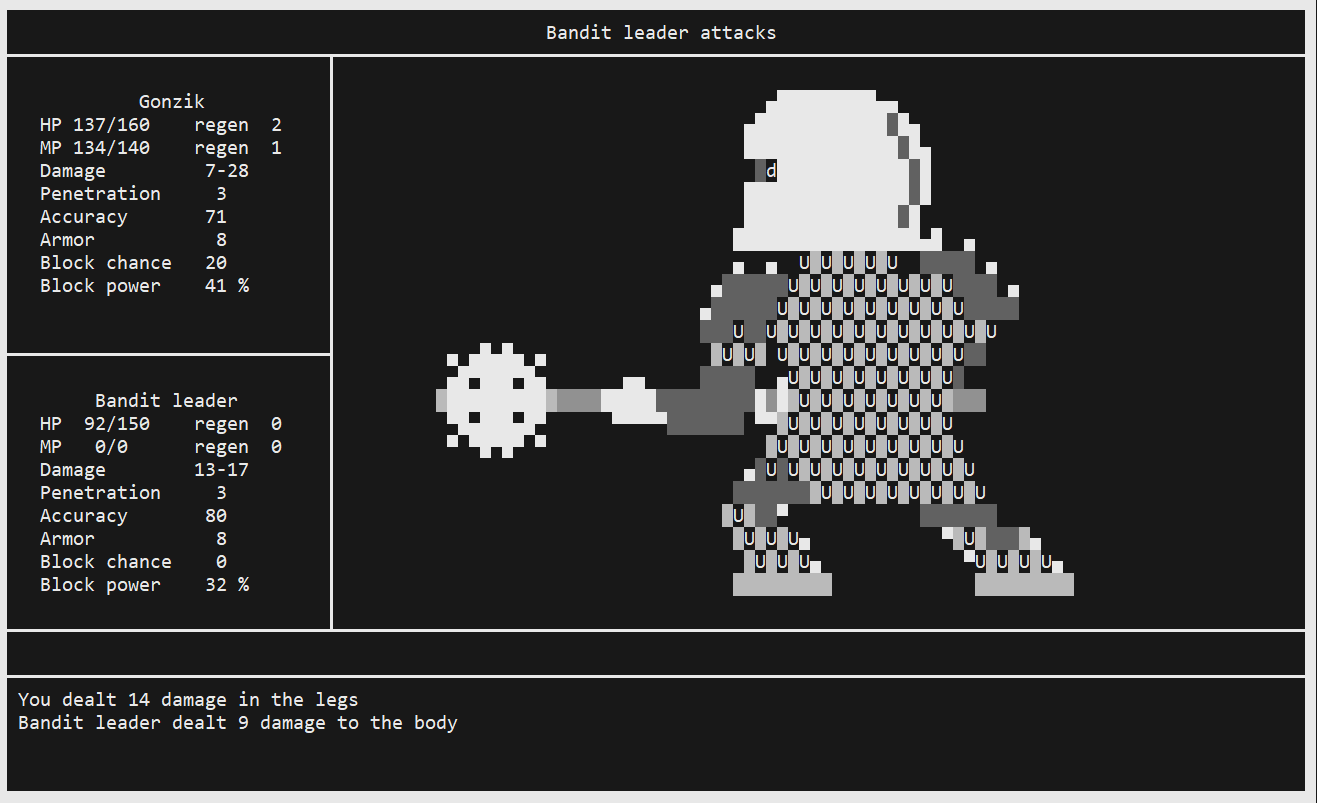 Bandit leader attacks
Gonzik
HP 137/160 regen 2
MP 134/140 regen 1
Damage 7-28
Penetration 3
Accuracy 71
Armor 8
Block chance 20
Block power 41 %
Bandit leader
HP 92/150 regen 0
MP 0/0 regen 0
Damage 13-17
Penetration 3
Accuracy 80
Armor 8
Block chance 0
Block power 32 %
You dealt 14 damage in the legs
Bandit leader dealt 9 damage to the body